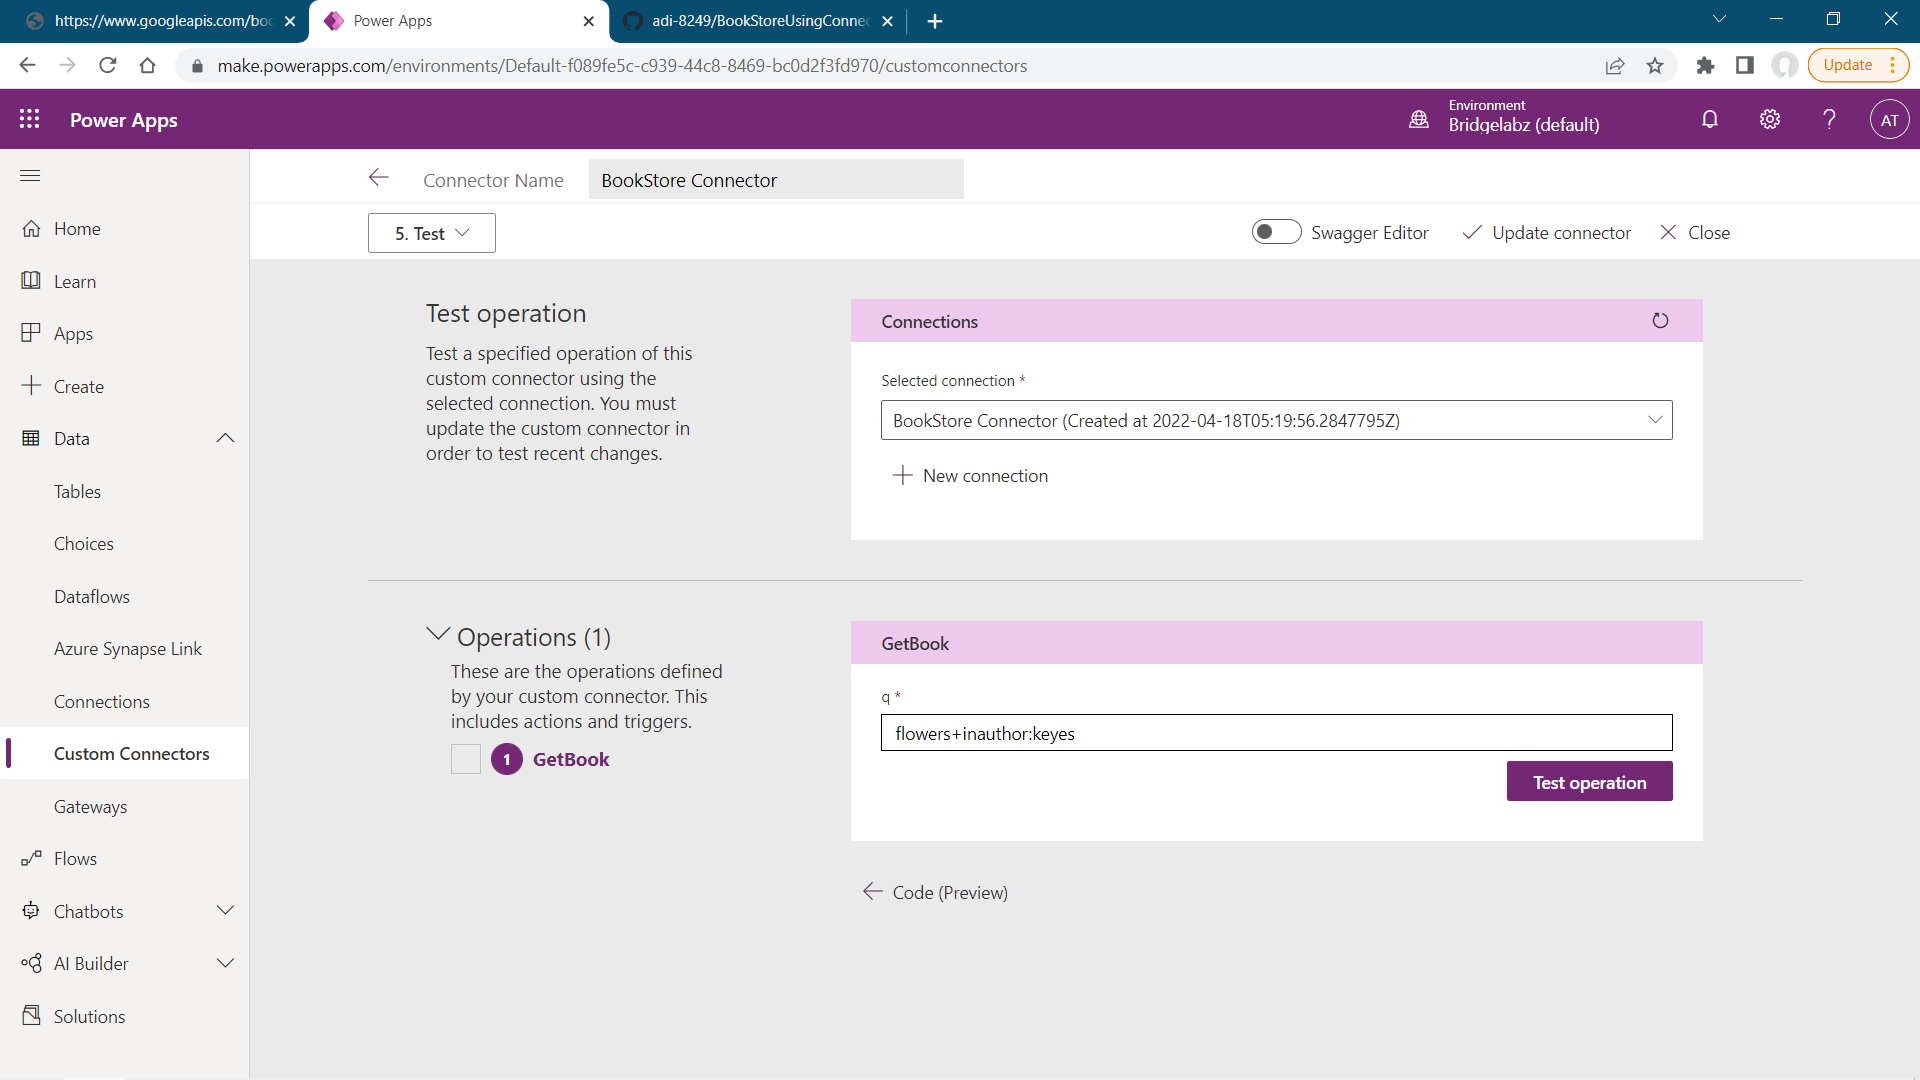 https://www.googleapis.com/boo
Power Apps
adi-8249/BookStoreUsingConnec
make.powerapps.com/environments/Default-f089fe5c-c939-44c8-8469-bc0d2f3fd970/customconnectors
Update
Power Apps
Environment
Bridgelabz (default)
AT
Connector Name
BookStore Connector
5. Test
Swagger Editor
Update connector
Close
Home
Learn
Apps
Create
Data
Tables
Choices
Dataflows
Azure Synapse Link
Connections
Custom Connectors
Gateways
Flows
Chatbots
AI Builder
Solutions
Test operation
Test a specified operation of this
custom connector using the
selected connection. You must
update the custom connector in
order to test recent changes.
Connections
Selected connection *
BookStore Connector (Created at 2022-04-18T05:19:56.2847795Z)
New connection
Operations (1)
These are the operations defined
by your custom connector. This
includes actions and triggers.
1 GetBook
GetBook
q *
flowers+inauthor:keyes
Test operation
Code (Preview)